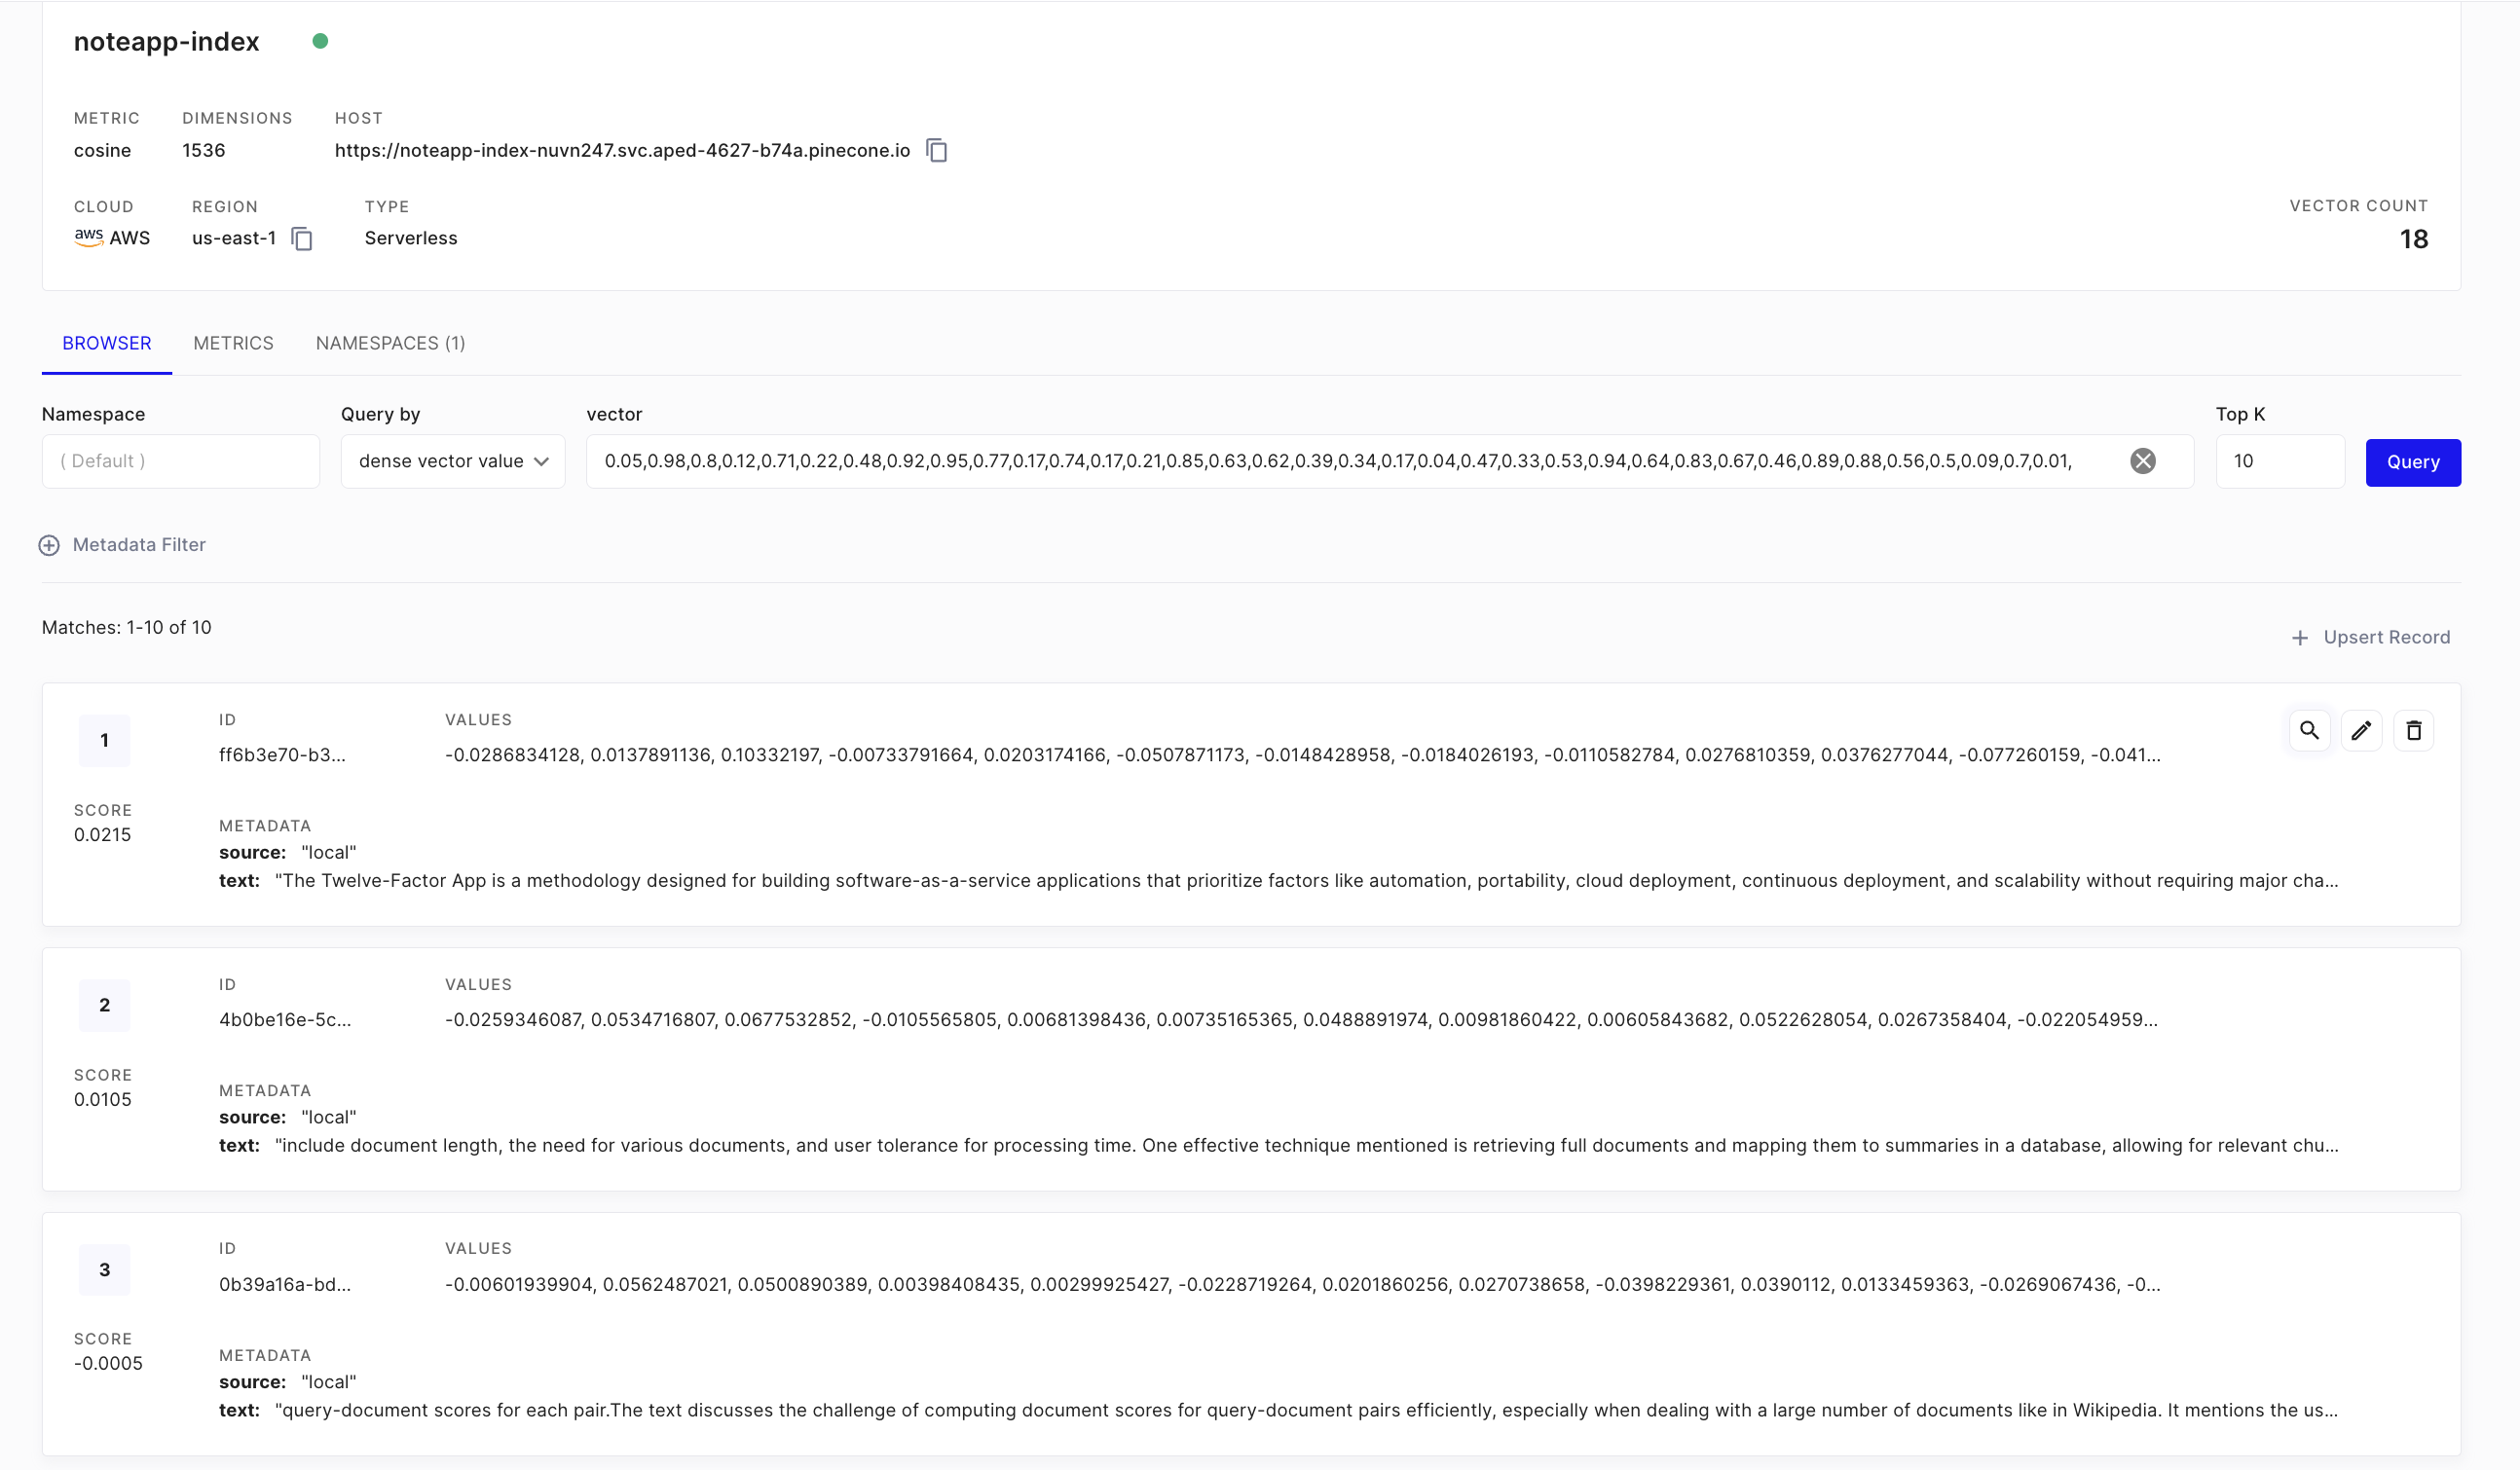 noteapp-index
METRIC DIMENSIONS HOST
cosine 1536 https://noteapp-index-nuvn247.svc.aped-4627-b74a.pinecone.io
CLOUD REGION TYPE VECTOR COUNT
aws AWS us-east-1 Serverless 18
BROWSER METRICS NAMESPACES (1)
Namespace Query by vector Top K
( Default ) dense vector value 0.05,0.98,0.8,0.12,0.71,0.22,0.48,0.92,0.95,0.77,0.17,0.74,0.17,0.21,0.85,0.63,0.62,0.39,0.34,0.17,0.04,0.47,0.33,0.53,0.94,0.64,0.83,0.67,0.46,0.89,0.88,0.56,0.5,0.09,0.7,0.01, 10 Query
Metadata Filter
Matches: 1-10 of 10
+ Upsert Record
1 ID VALUES
ff6b3e70-b3... -0.0286834128, 0.0137891136, 0.10332197, -0.00733791664, 0.0203174166, -0.0507871173, -0.0148428958, -0.0184026193, -0.0110582784, 0.0276810359, 0.0376277044, -0.077260159, -0.041...
SCORE
0.0215
METADATA
source: "local"
text: "The Twelve-Factor App is a methodology designed for building software-as-a-service applications that prioritize factors like automation, portability, cloud deployment, continuous deployment, and scalability without requiring major cha...
2 ID VALUES
4b0be16e-5c... -0.0259346087, 0.0534716807, 0.0677532852, -0.0105565805, 0.00681398436, 0.00735165365, 0.0488891974, 0.00981860422, 0.00605843682, 0.0522628054, 0.0267358404, -0.022054959...
SCORE
0.0105
METADATA
source: "local"
text: "include document length, the need for various documents, and user tolerance for processing time. One effective technique mentioned is retrieving full documents and mapping them to summaries in a database, allowing for relevant chu...
3 ID VALUES
0b39a16a-bd... -0.00601939904, 0.0562487021, 0.0500890389, 0.00398408435, 0.00299925427, -0.0228719264, 0.0201860256, 0.0270738658, -0.0398229361, 0.0390112, 0.0133459363, -0.0269067436, -0...
SCORE
-0.0005
METADATA
source: "local"
text: "query-document scores for each pair.The text discusses the challenge of computing document scores for query-document pairs efficiently, especially when dealing with a large number of documents like in Wikipedia. It mentions the us...